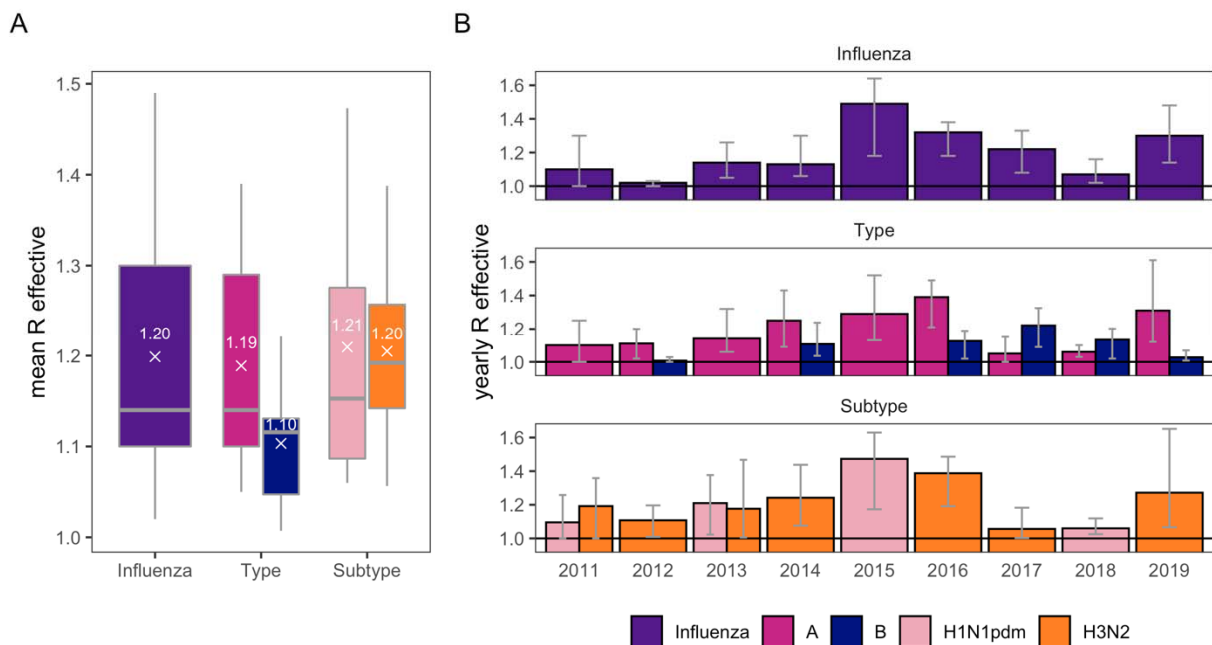 A
mean R effective
1.5
1.4
1.3
1.2
1.1
1.0
1.20
1.19
1.10
1.21
1.20
Influenza Type Subtype
B
yearly R effective
Influenza
1.6
1.4
1.2
1.0
Type
1.6
1.4
1.2
1.0
Subtype
1.6
1.4
1.2
1.0
2011 2012 2013 2014 2015 2016 2017 2018 2019
Influenza A B H1N1pdm H3N2